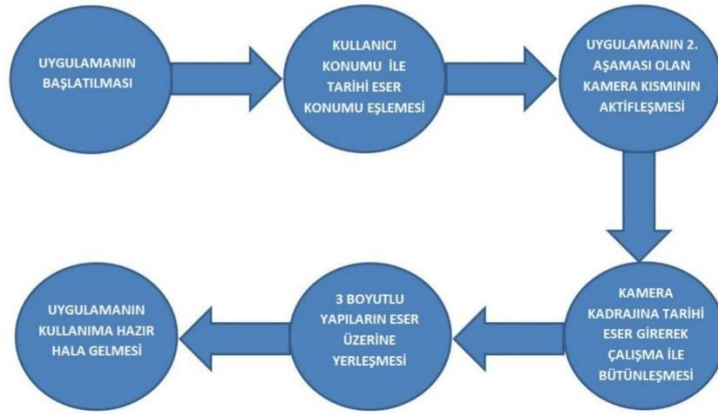 UYGULAMANIN
BAŞLATILMASI
KULLANICI
KONUMU İLE
TARİHİ ESER
KONUMU EŞLEMESİ
UYGULAMANIN 2.
AŞAMASI OLAN
KAMERA KISMININ
AKTİFLEŞMESİ
KAMERA
KADRAJINA TARİHİ
ESER GİREREK
ÇALIŞMA İLE
BÜTÜNLEŞMESİ
3 BOYUTLU
YAPILARIN ESER
ÜZERİNE
YERLEŞMESİ
UYGULAMANIN
KULLANIMA HAZIR
HALA GELMESİ